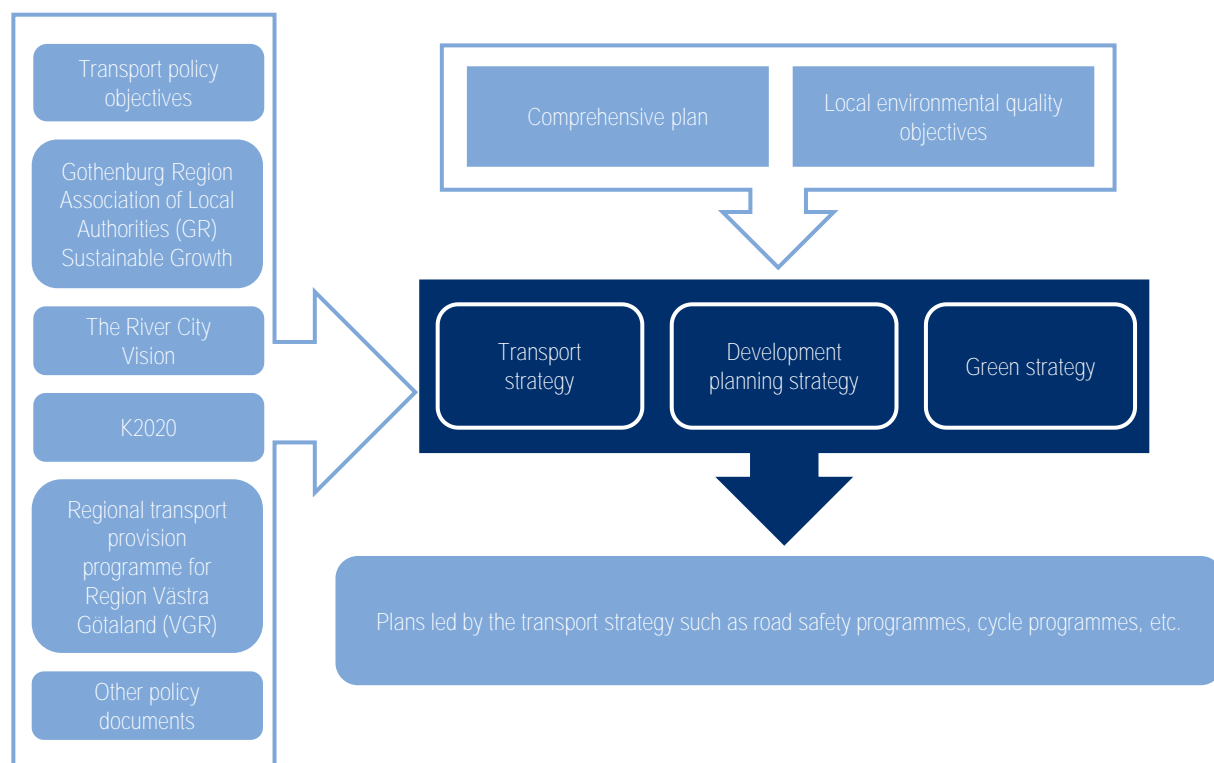 Transport policy
objectives
Gothenburg Region
Association of Local
Authorities (GR)
Sustainable Growth
The River City
Vision
K2020
Regional transport
provision
programme for
Region Västra
Götaland (VGR)
Other policy
documents
Comprehensive plan
Local environmental quality
objectives
Transport
strategy
Development
planning strategy
Green strategy
Plans led by the transport strategy such as road safety programmes, cycle programmes, etc.